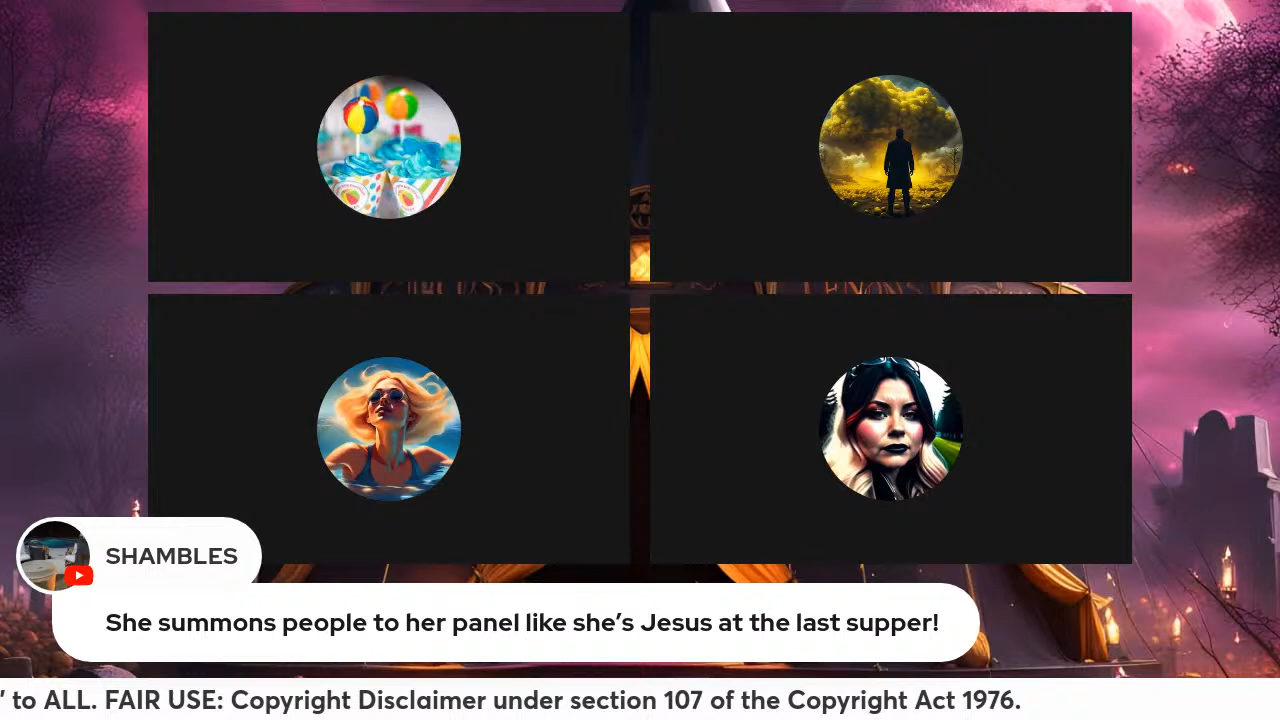 SHAMBLES
She summons people to her panel like she’s Jesus at the last supper!
" to ALL. FAIR USE: Copyright Disclaimer under section 107 of the Copyright Act 1976.